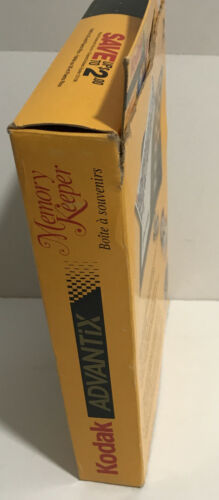 SAVE UP TO $2.00
Memory
Keeper
Boîte à souvenirs
Kodak ADVANTiX